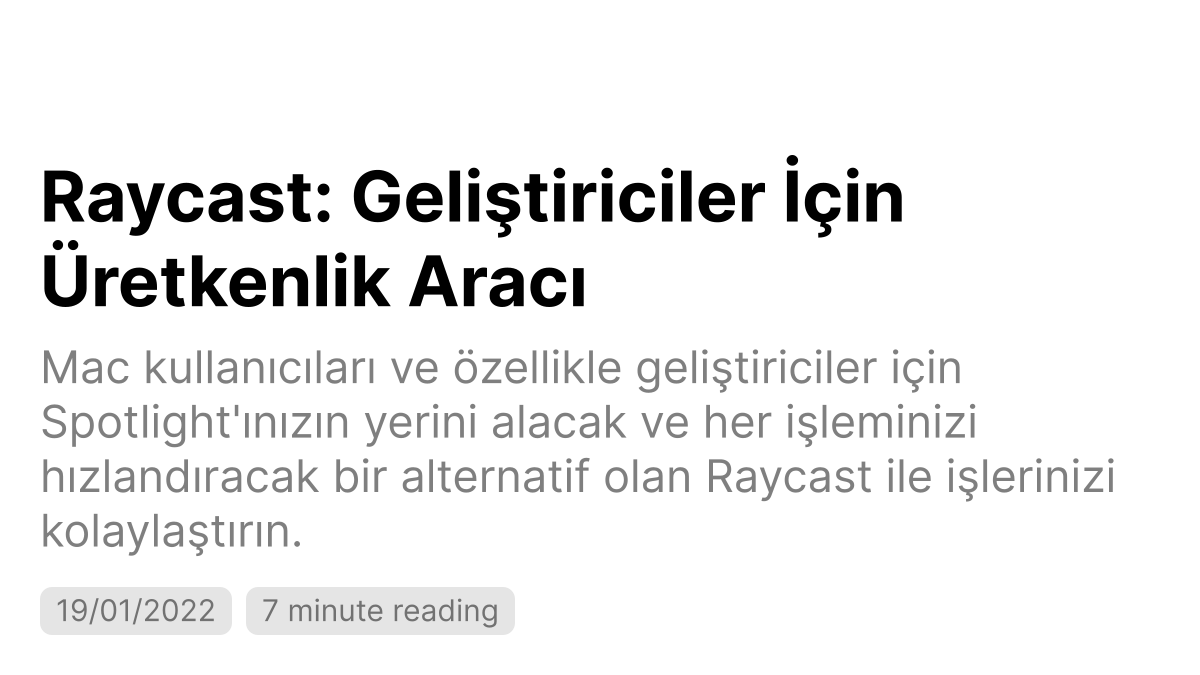 Raycast: Geliştiriciler İçin
Üretkenlik Aracı
Mac kullanıcıları ve özellikle geliştiriciler için
Spotlight'ınızın yerini alacak ve her işleminizi
hızlandıracak bir alternatif olan Raycast ile işlerinizi
kolaylaştırın.
19/01/2022 7 minute reading